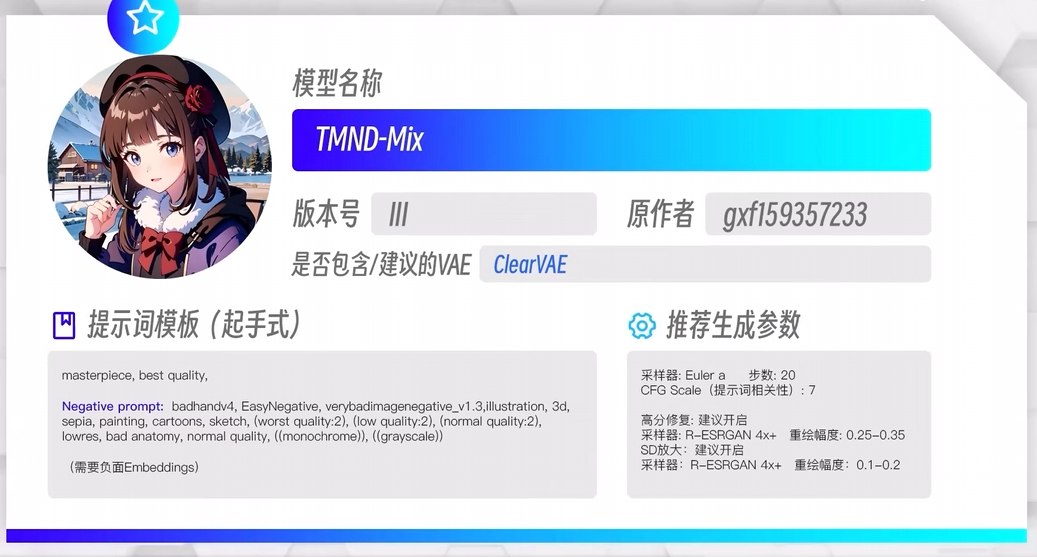 模型名称
TMND-Mix
版本号 III 原作者 gxf159357233
是否包含/建议的VAE ClearVAE
提示词模板（起手式）
masterpiece, best quality,
Negative prompt: badhandv4, EasyNegative, verybadimagenegative_v1.3,illustration, 3d,
sepia, painting, cartoons, sketch, (worst quality:2), (low quality:2), (normal quality:2),
lowres, bad anatomy, normal quality, ((monochrome)), ((grayscale))
（需要负面Embeddings）
推荐生成参数
采样器: Euler a 步数: 20
CFG Scale（提示词相关性）: 7
高分修复: 建议开启
采样器: R-ESRGAN 4x+ 重绘幅度: 0.25-0.35
SD放大：建议开启
采样器：R-ESRGAN 4x+ 重绘幅度：0.1-0.2